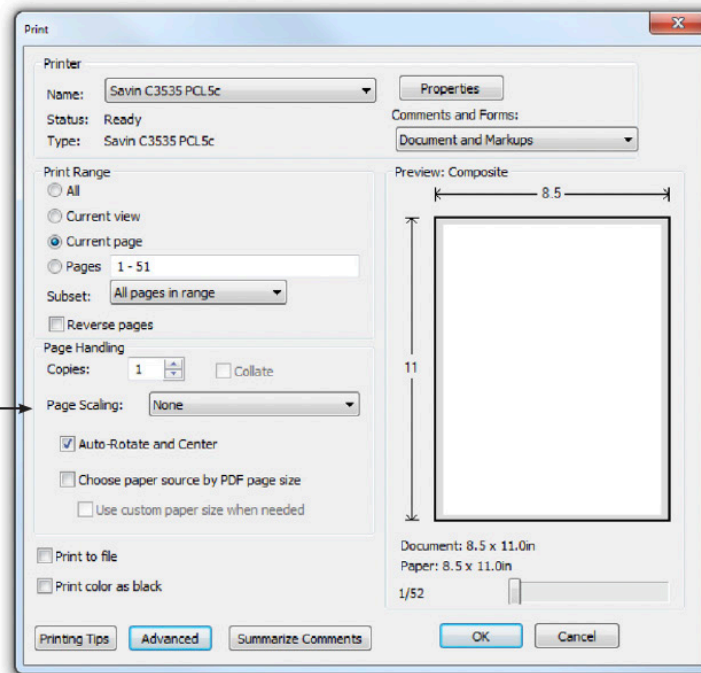 Print
Printer
Name: Savin C3535 PCL5c
Properties
Status: Ready
Comments and Forms:
Type: Savin C3535 PCL5c
Document and Markups
Print Range
All
Current view
Current page
Pages 1 - 51
Subset: All pages in range
Reverse pages
Page Handling
Copies: 1 Collate
Page Scaling: None
Auto-Rotate and Center
Choose paper source by PDF page size
Use custom paper size when needed
Print to file
Print color as black
Preview: Composite
8.5
11
Document: 8.5 x 11.0in
Paper: 8.5 x 11.0in
1/52
Printing Tips Advanced Summarize Comments OK Cancel